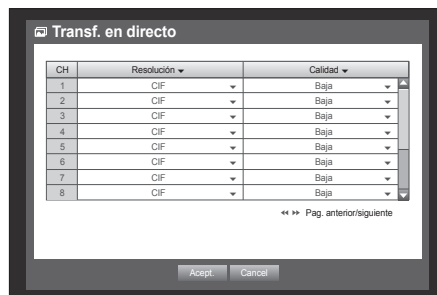 Transf. en directo
CH Resolución Calidad
1 CIF Baja
2 CIF Baja
3 CIF Baja
4 CIF Baja
5 CIF Baja
6 CIF Baja
7 CIF Baja
8 CIF Baja
Pag. anterior/siguiente
Acept. Cancel